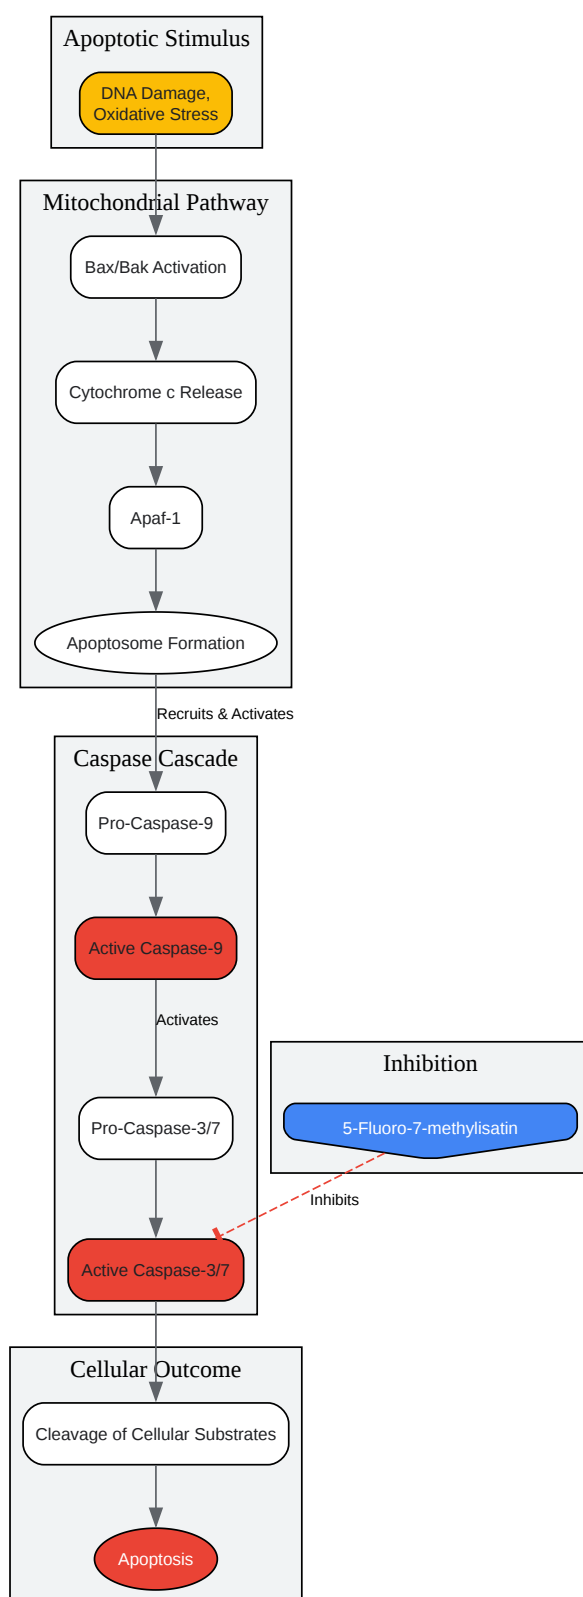 Apoptotic Stimulus
DNA Damage,
Oxidative Stress
Mitochondrial Pathway
Bax/Bak Activation
Cytochrome c Release
Apaf-1
Apoptosome Formation
Recruits & Activates
Caspase Cascade
Pro-Caspase-9
Active Caspase-9
Activates
Inhibition
Pro-Caspase-3/7
5-Fluoro-7-methylisatin
Inhibits
Active Caspase-3/7
Cellular Outcome
Cleavage of Cellular Substrates
Apoptosis